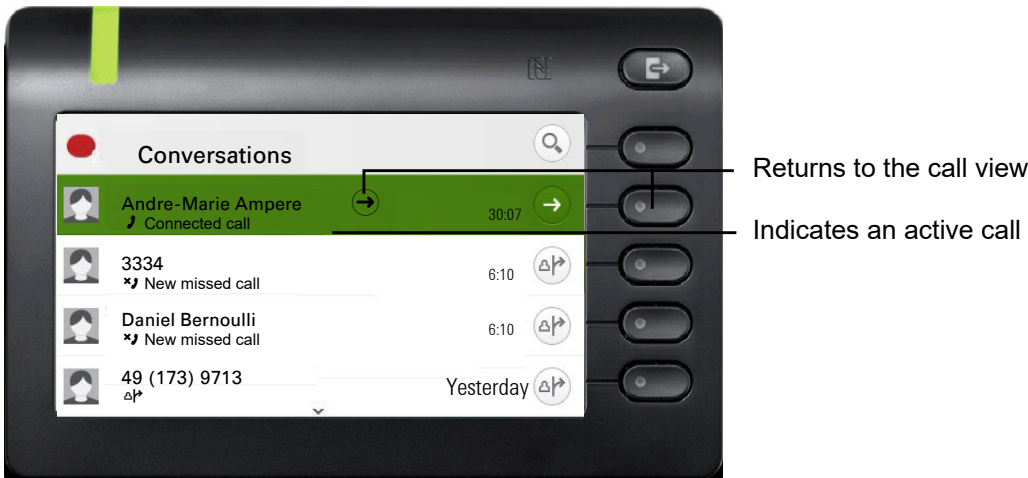 Conversations
Andre-Marie Ampere
Connected call
30:07
Returns to the call view
Indicates an active call
3334
New missed call
6:10
Daniel Bernoulli
New missed call
6:10
49 (173) 9713
Yesterday